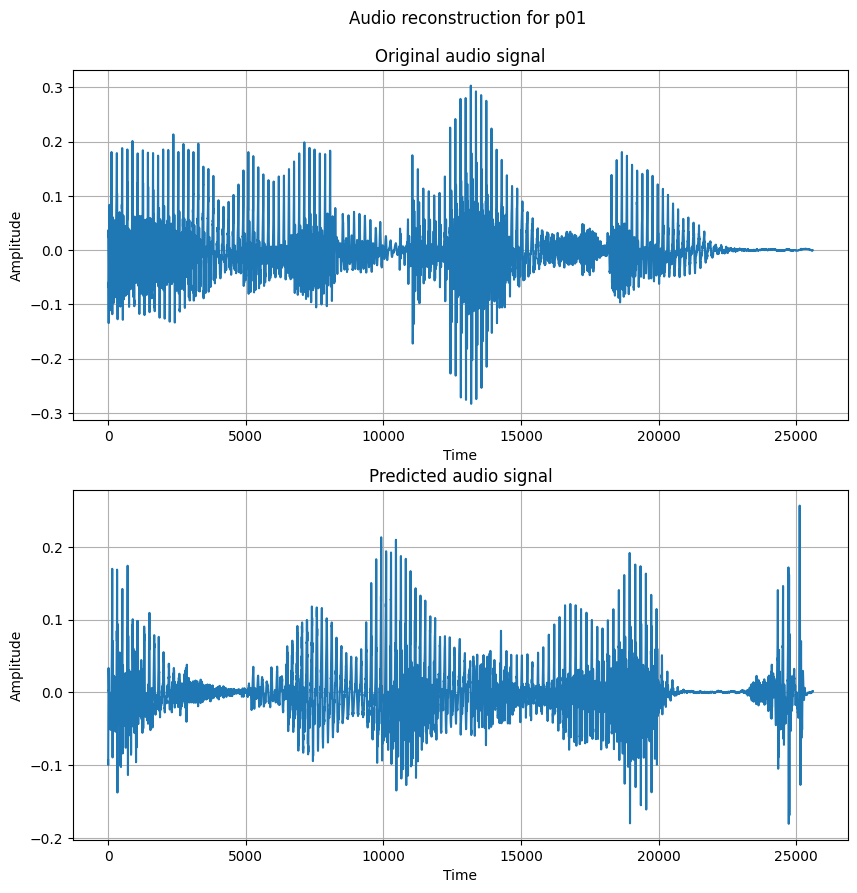 Audio reconstruction for p01
Original audio signal
0.3
0.2
0.1
0.0
−0.1
−0.2
−0.3
Amplitude
0 5000 10000 15000 20000 25000
Time
Predicted audio signal
0.2
0.1
0.0
−0.1
−0.2
Amplitude
0 5000 10000 15000 20000 25000
Time